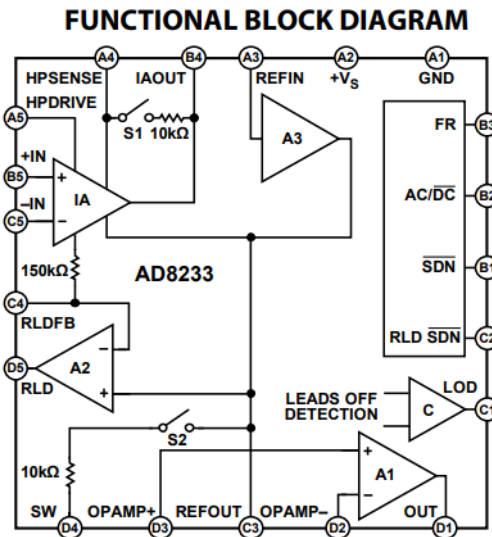 FUNCTIONAL BLOCK DIAGRAM
A4 B4 A3 A2 A1
HPSENSE IAOUT REFIN +VS GND
HPDRIVE
A5
S1 10kΩ
FR B3
A3
+IN
B5
+ IA
AC/DC B2
–IN
C5
–
150kΩ
AD8233
SDN B1
C4
RLDFB
RLD SDN C2
–
A2
D5
RLD
+
LEADS OFF
DETECTION
C
LOD
C1
S2
+
A1
–
10kΩ
SW OPAMP+ REFOUT OPAMP– OUT
D4 D3 C3 D2 D1